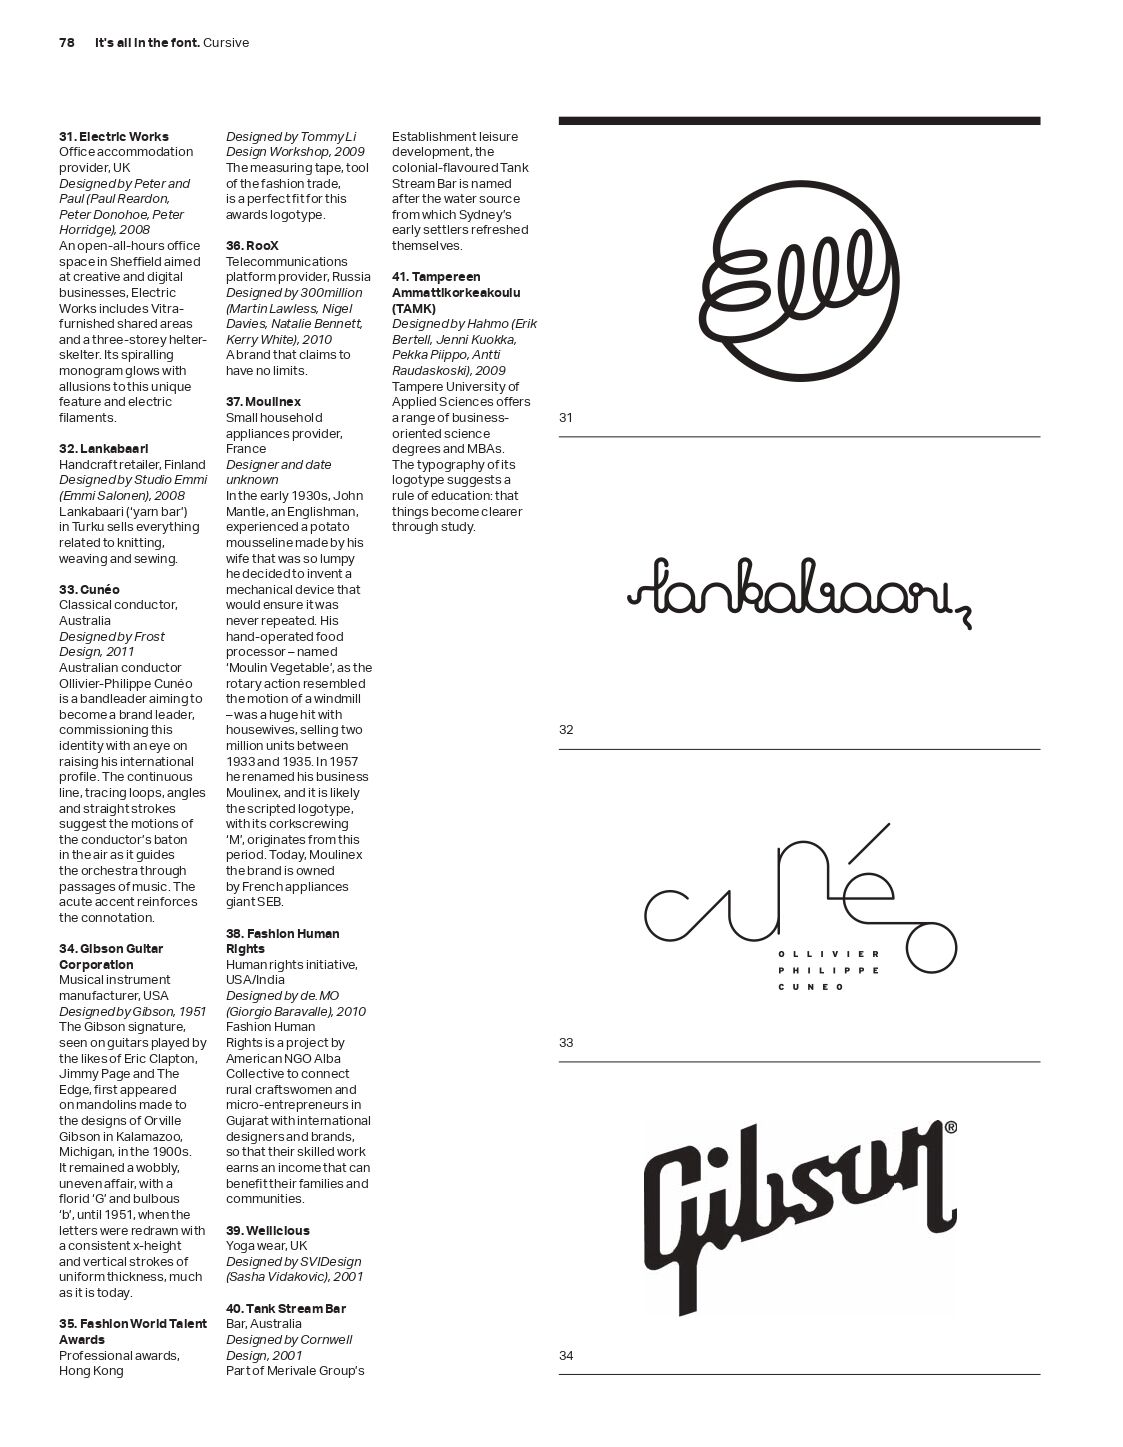 78 It's all in the font. Cursive
31. Electric Works
Office accommodation
provider, UK
Designed by Peter and
Paul (Paul Reardon,
Peter Donohoe, Peter
Horridge), 2008
An open-all-hours office
space in Sheffield aimed
at creative and digital
businesses, Electric
Works includes Vitra-
furnished shared areas
and a three-storey helter-
skelter. Its spiralling
monogram glows with
allusions to this unique
feature and electric
filaments.
32. Lankabaari
Handcraft retailer, Finland
Designed by Studio Emmi
(Emmi Salonen), 2008
Lankabaari (‘yarn bar’)
in Turku sells everything
related to knitting,
weaving and sewing.
33. Cunéo
Classical conductor,
Australia
Designed by Frost
Design, 2011
Australian conductor
Ollivier-Philippe Cunéo
is a bandleader aiming to
become a brand leader,
commissioning this
identity with an eye on
raising his international
profile. The continuous
line, tracing loops, angles
and straight strokes
suggest the motions of
the conductor’s baton
in the air as it guides
the orchestra through
passages of music. The
acute accent reinforces
the connotation.
34. Gibson Guitar
Corporation
Musical instrument
manufacturer, USA
Designed by Gibson, 1951
The Gibson signature,
seen on guitars played by
the likes of Eric Clapton,
Jimmy Page and The
Edge, first appeared
on mandolins made to
the designs of Orville
Gibson in Kalamazoo,
Michigan, in the 1900s.
It remained a wobbly,
uneven affair, with a
florid ‘G’ and bulbous
‘b’, until 1951, when the
letters were redrawn with
a consistent x-height
and vertical strokes of
uniform thickness, much
as it is today.
35. Fashion World Talent
Awards
Professional awards,
Hong Kong
Designed by Tommy Li
Design Workshop, 2009
The measuring tape, tool
of the fashion trade,
is a perfect fit for this
awards logotype.
36. RooX
Telecommunications
platform provider, Russia
Designed by 300million
(Martin Lawless, Nigel
Davies, Natalie Bennett,
Kerry White), 2010
A brand that claims to
have no limits.
37. Moulinex
Small household
appliances provider,
France
Designer and date
unknown
In the early 1930s, John
Mantle, an Englishman,
experienced a potato
mousseline made by his
wife that was so lumpy
he decided to invent a
mechanical device that
would ensure it was
never repeated. His
hand-operated food
processor – named
‘Moulin Vegetable’, as the
rotary action resembled
the motion of a windmill
– was a huge hit with
housewives, selling two
million units between
1933 and 1935. In 1957
he renamed his business
Moulinex, and it is likely
the scripted logotype,
with its corkscrewing
‘M’, originates from this
period. Today, Moulinex
the brand is owned
by French appliances
giant SEB.
38. Fashion Human
Rights
Human rights initiative,
USA/India
Designed by de.MO
(Giorgio Baravalle), 2010
Fashion Human
Rights is a project by
American NGO Alba
Collective to connect
rural craftswomen and
micro-entrepreneurs in
Gujarat with international
designers and brands,
so that their skilled work
earns an income that can
benefit their families and
communities.
39. Wellicious
Yoga wear, UK
Designed by SVIDesign
(Sasha Vidakovic), 2001
40. Tank Stream Bar
Bar, Australia
Designed by Cornwell
Design, 2001
Part of Merivale Group’s
Establishment leisure
development, the
colonial-flavoured Tank
Stream Bar is named
after the water source
from which Sydney’s
early settlers refreshed
themselves.
41. Tampereen
Ammattikorkeakoulu
(TAMK)
Designed by Hahmo (Erik
Bertell, Jenni Kuokka,
Pekka Piippo, Antti
Raudaskoski), 2009
Tampere University of
Applied Sciences offers
a range of business-
oriented science
degrees and MBAs.
The typography of its
logotype suggests a
rule of education: that
things become clearer
through study.
31
lankabaari
32
cunéo
OLLIVIER
PHILIPPE
CUNEO
33
Gibson®
34